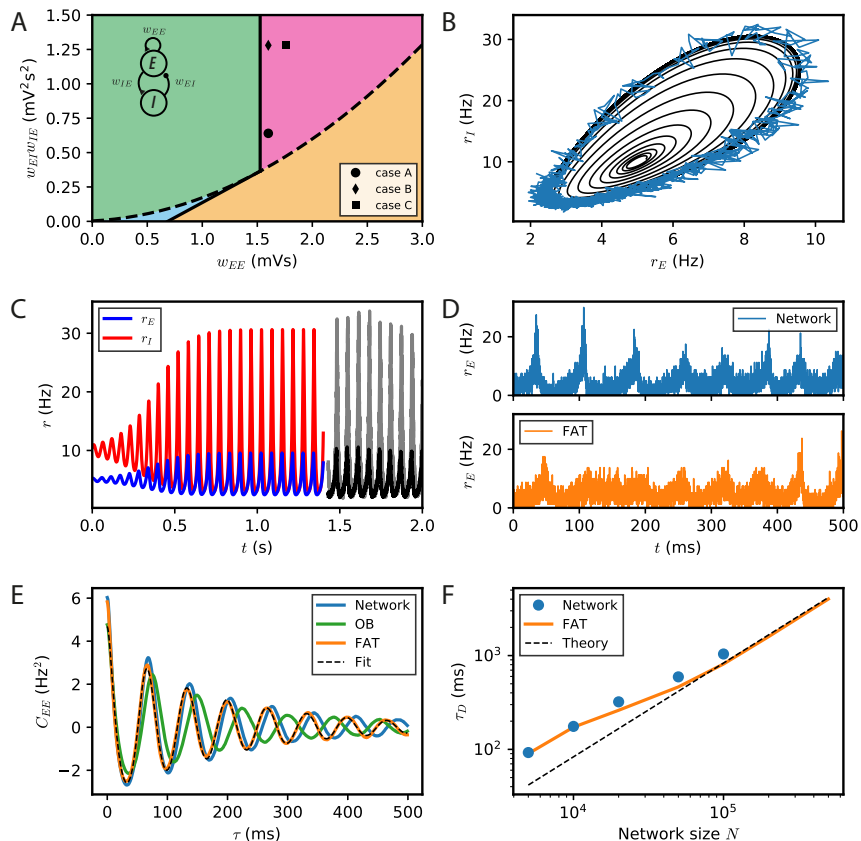 A
w_EE
E
w_IE
w_EI
I
w_EI w_IE (mV²s²)
1.50
1.25
1.00
0.75
0.50
0.25
0.00
0.0
0.5
1.0
1.5
2.0
2.5
3.0
w_EE (mVs)
case A
case B
case C
B
r_I (Hz)
30
20
10
2
4
6
8
10
r_E (Hz)
C
r_E
r_I
r (Hz)
30
20
10
0.0
0.5
1.0
1.5
2.0
t (s)
D
Network
r_E (Hz)
20
0
FAT
r_E (Hz)
20
0
0
100
200
300
400
500
t (ms)
E
Network
OB
FAT
Fit
C_EE (Hz²)
6
4
2
0
−2
0
100
200
300
400
500
τ (ms)
F
Network
FAT
Theory
τ_D (ms)
10³
10²
10⁴
10⁵
Network size N